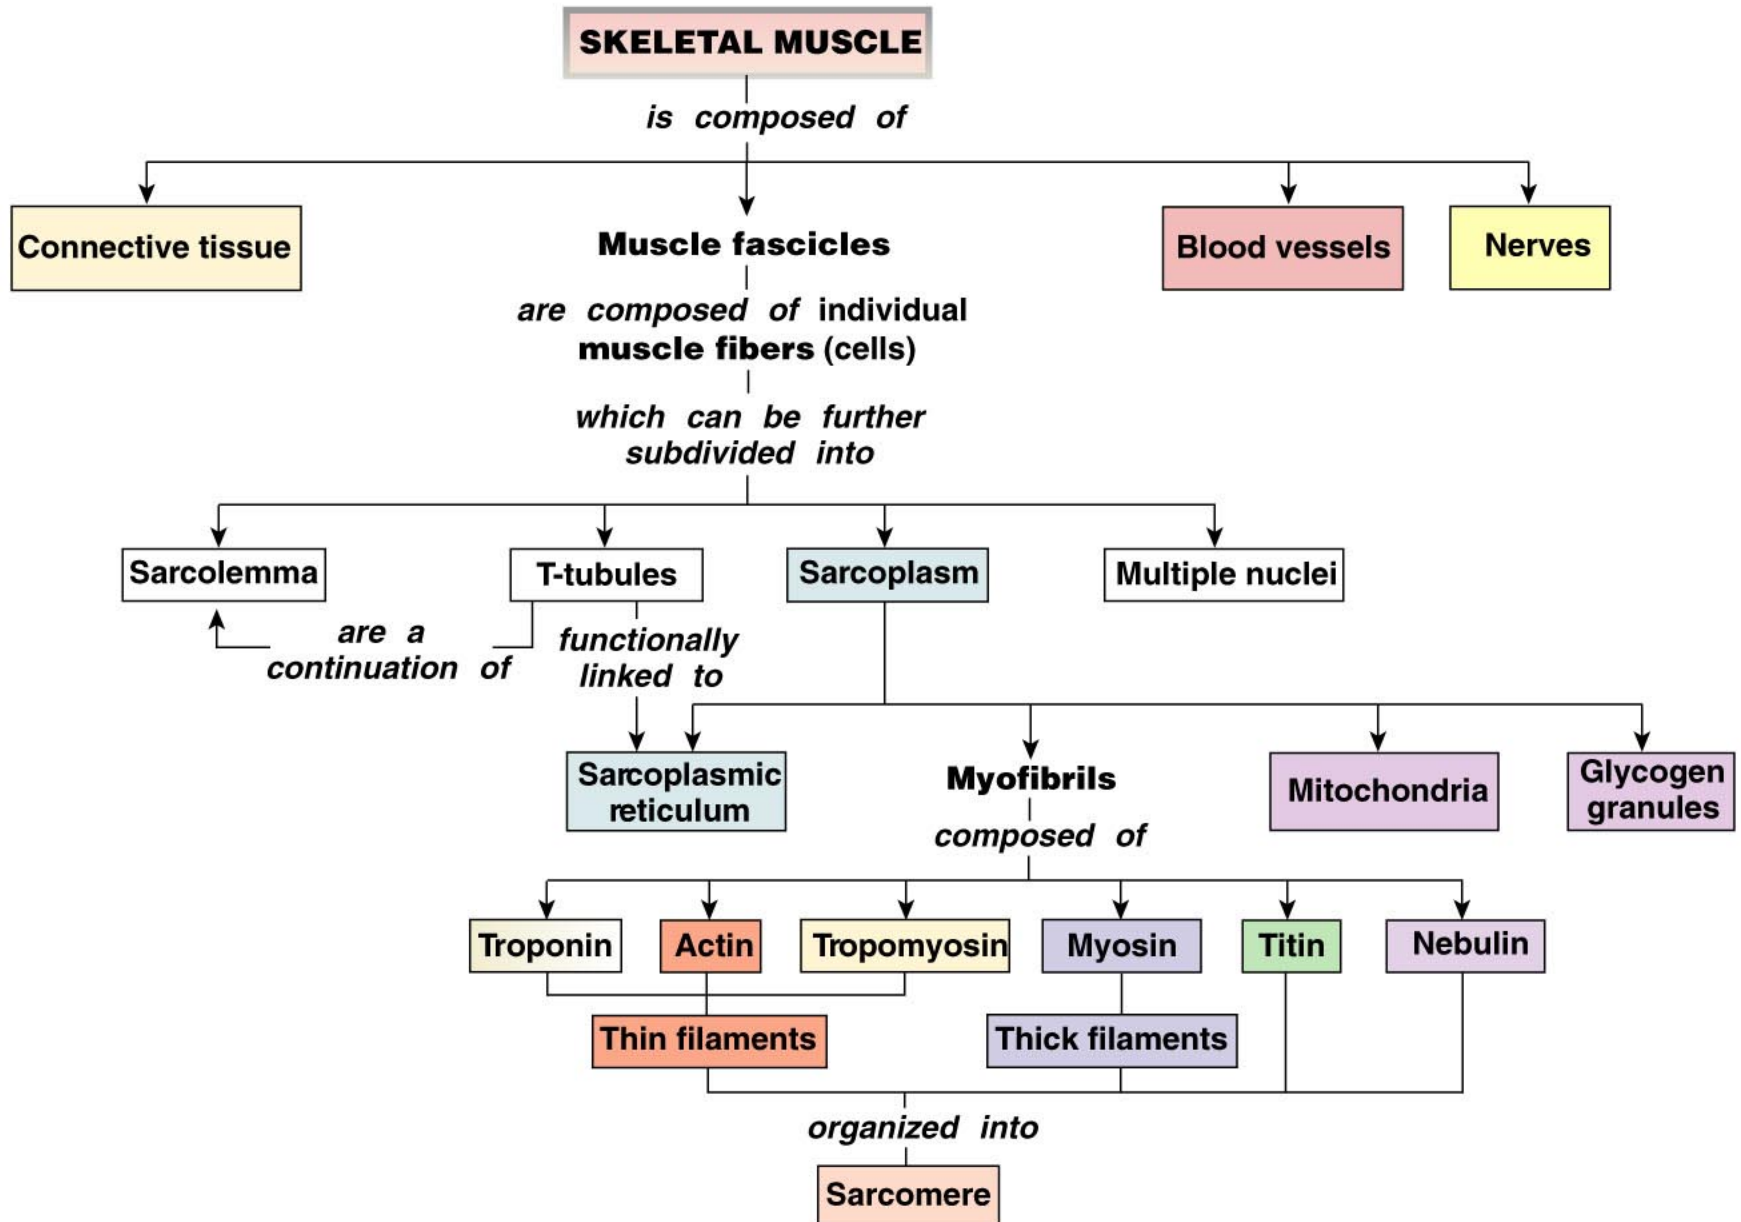 SKELETAL MUSCLE
is composed of
Connective tissue
Muscle fascicles
Blood vessels
Nerves
are composed of individual
muscle fibers (cells)
which can be further
subdivided into
Sarcolemma
T-tubules
Sarcoplasm
Multiple nuclei
are a
continuation of
functionally
linked to
Sarcoplasmic
reticulum
Myofibrils
Mitochondria
Glycogen
granules
composed of
Troponin
Actin
Tropomyosin
Myosin
Titin
Nebulin
Thin filaments
Thick filaments
organized into
Sarcomere